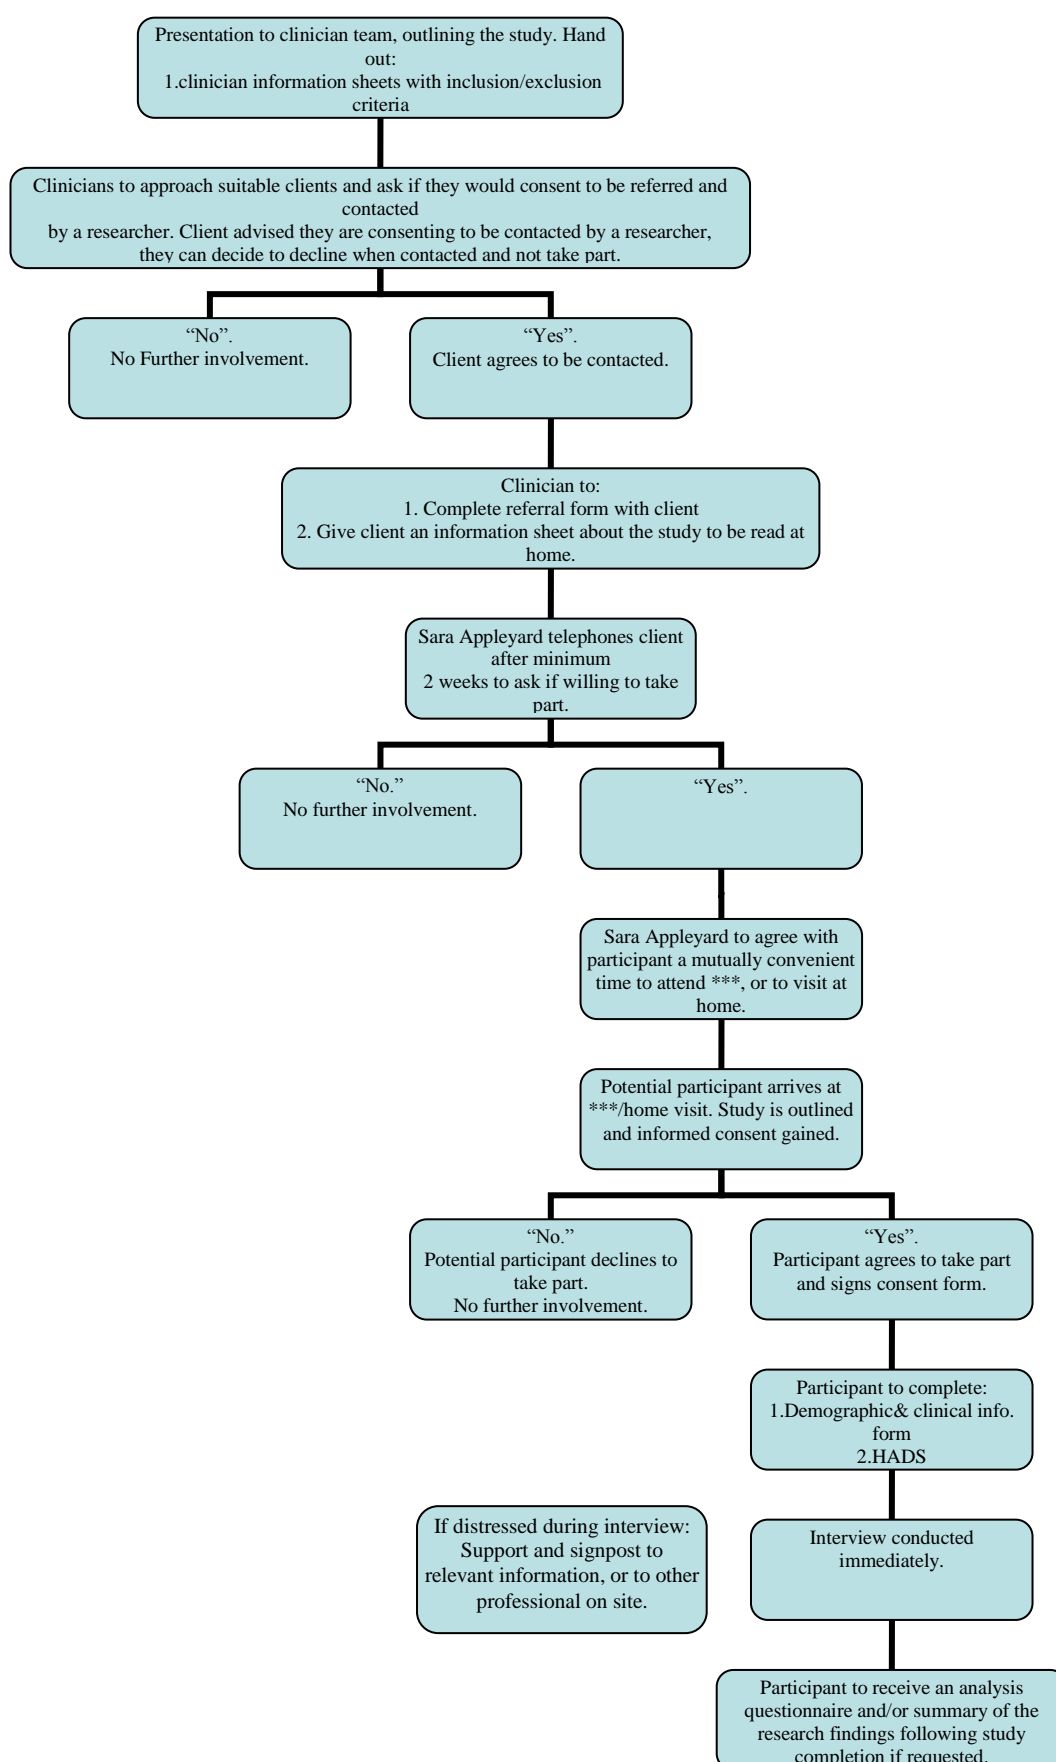 Presentation to clinician team, outlining the study. Hand
out:
1.clinician information sheets with inclusion/exclusion
criteria
Clinicians to approach suitable clients and ask if they would consent to be referred and
contacted
by a researcher. Client advised they are consenting to be contacted by a researcher,
they can decide to decline when contacted and not take part.
“No”.
No Further involvement.
“Yes”.
Client agrees to be contacted.
Clinician to:
1. Complete referral form with client
2. Give client an information sheet about the study to be read at
home.
Sara Appleyard telephones client
after minimum
2 weeks to ask if willing to take
part.
“No.”
No further involvement.
“Yes”.
Sara Appleyard to agree with
participant a mutually convenient
time to attend ***, or to visit at
home.
Potential participant arrives at
***/home visit. Study is outlined
and informed consent gained.
“No.”
Potential participant declines to
take part.
No further involvement.
“Yes”.
Participant agrees to take part
and signs consent form.
Participant to complete:
1.Demographic& clinical info.
form
2.HADS
If distressed during interview:
Support and signpost to
relevant information, or to other
professional on site.
Interview conducted
immediately.
Participant to receive an analysis
questionnaire and/or summary of the
research findings following study
completion if requested.